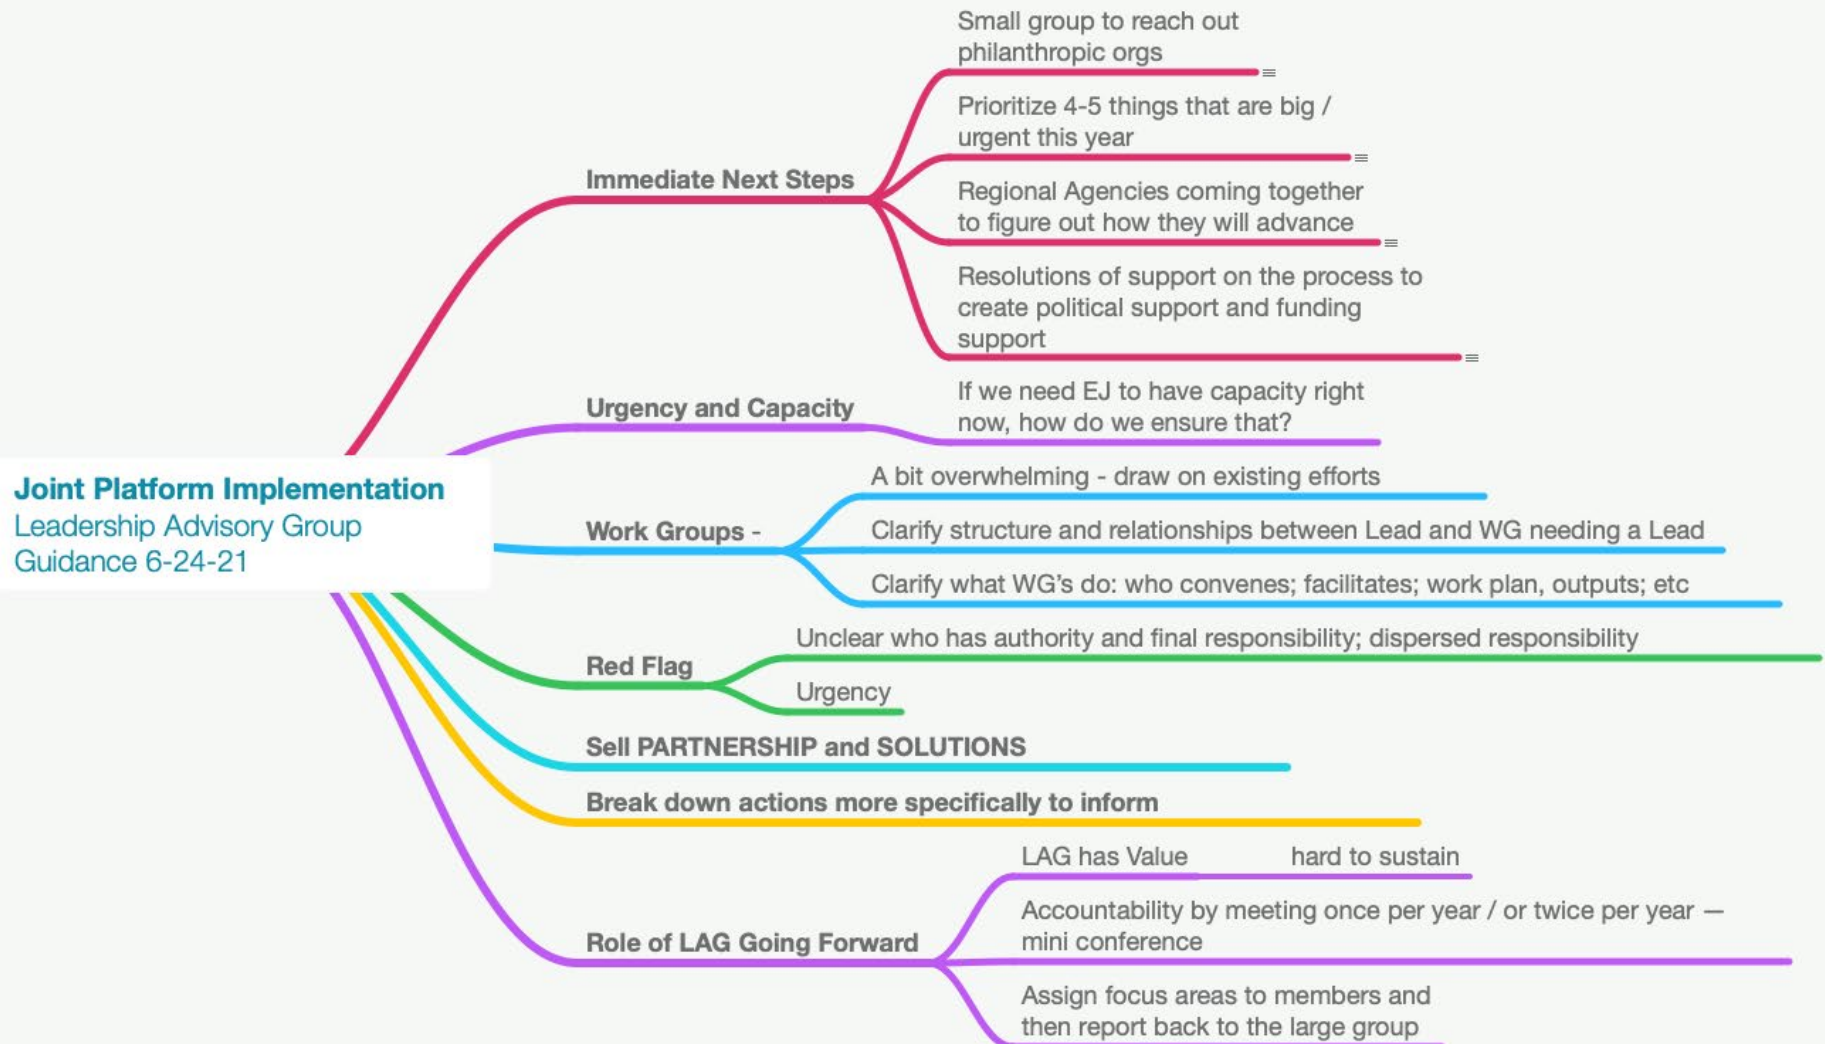 Small group to reach out
philanthropic orgs
Prioritize 4-5 things that are big /
urgent this year
Immediate Next Steps
Regional Agencies coming together
to figure out how they will advance
Resolutions of support on the process to
create political support and funding
support
Urgency and Capacity
If we need EJ to have capacity right
now, how do we ensure that?
Joint Platform Implementation
Leadership Advisory Group
Guidance 6-24-21
Work Groups -
A bit overwhelming - draw on existing efforts
Clarify structure and relationships between Lead and WG needing a Lead
Clarify what WG's do: who convenes; facilitates; work plan, outputs; etc
Red Flag
Unclear who has authority and final responsibility; dispersed responsibility
Urgency
Sell PARTNERSHIP and SOLUTIONS
Break down actions more specifically to inform
Role of LAG Going Forward
LAG has Value hard to sustain
Accountability by meeting once per year / or twice per year —
mini conference
Assign focus areas to members and
then report back to the large group